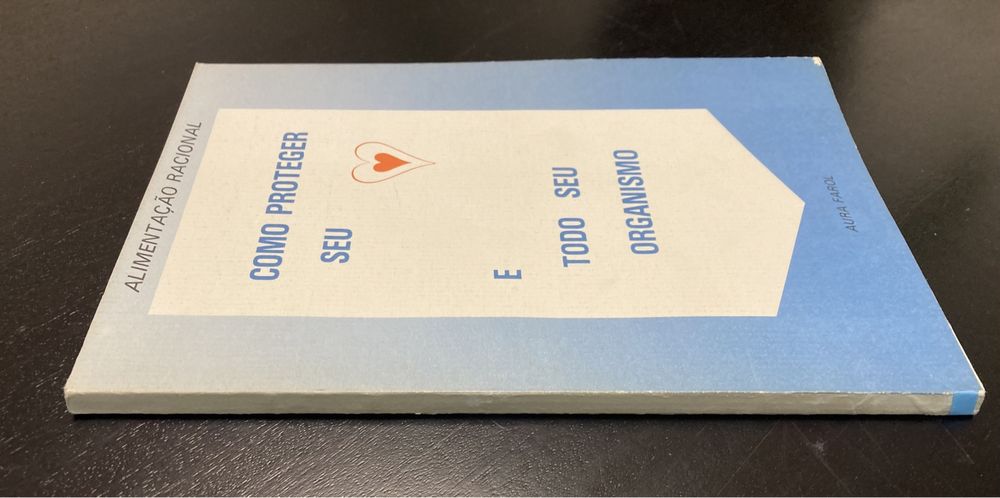 ALIMENTAÇÃO RACIONAL
COMO PROTEGER
SEU
E
TODO SEU
ORGANISMO
AURA FAROL